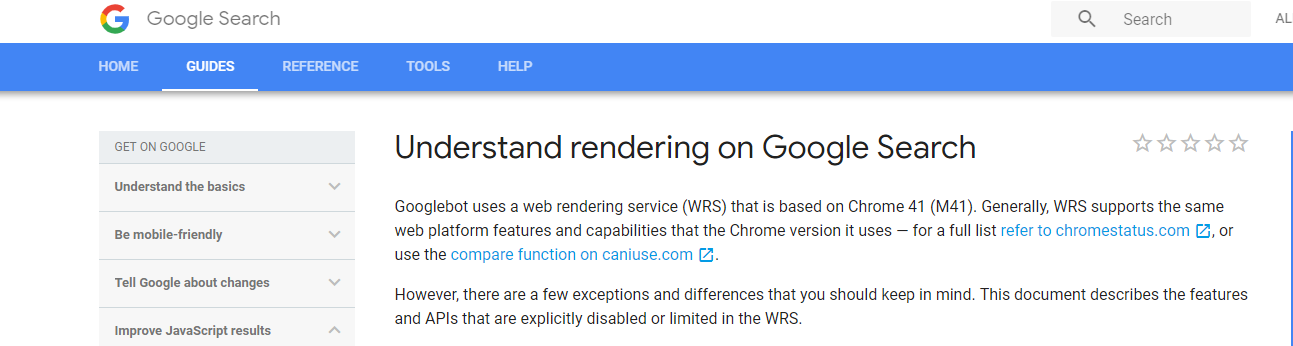 Google Search
Search
HOME GUIDES REFERENCE TOOLS HELP
GET ON GOOGLE
Understand the basics
Be mobile-friendly
Tell Google about changes
Improve JavaScript results
Understand rendering on Google Search
Googlebot uses a web rendering service (WRS) that is based on Chrome 41 (M41). Generally, WRS supports the same
web platform features and capabilities that the Chrome version it uses — for a full list refer to chromestatus.com, or
use the compare function on caniuse.com.
However, there are a few exceptions and differences that you should keep in mind. This document describes the features
and APIs that are explicitly disabled or limited in the WRS.